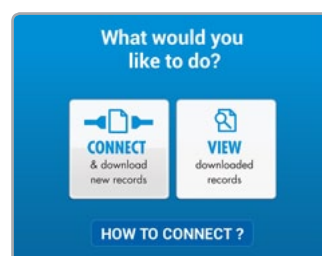 What would you
like to do?
CONNECT
& download
new records
VIEW
downloaded
records
HOW TO CONNECT ?